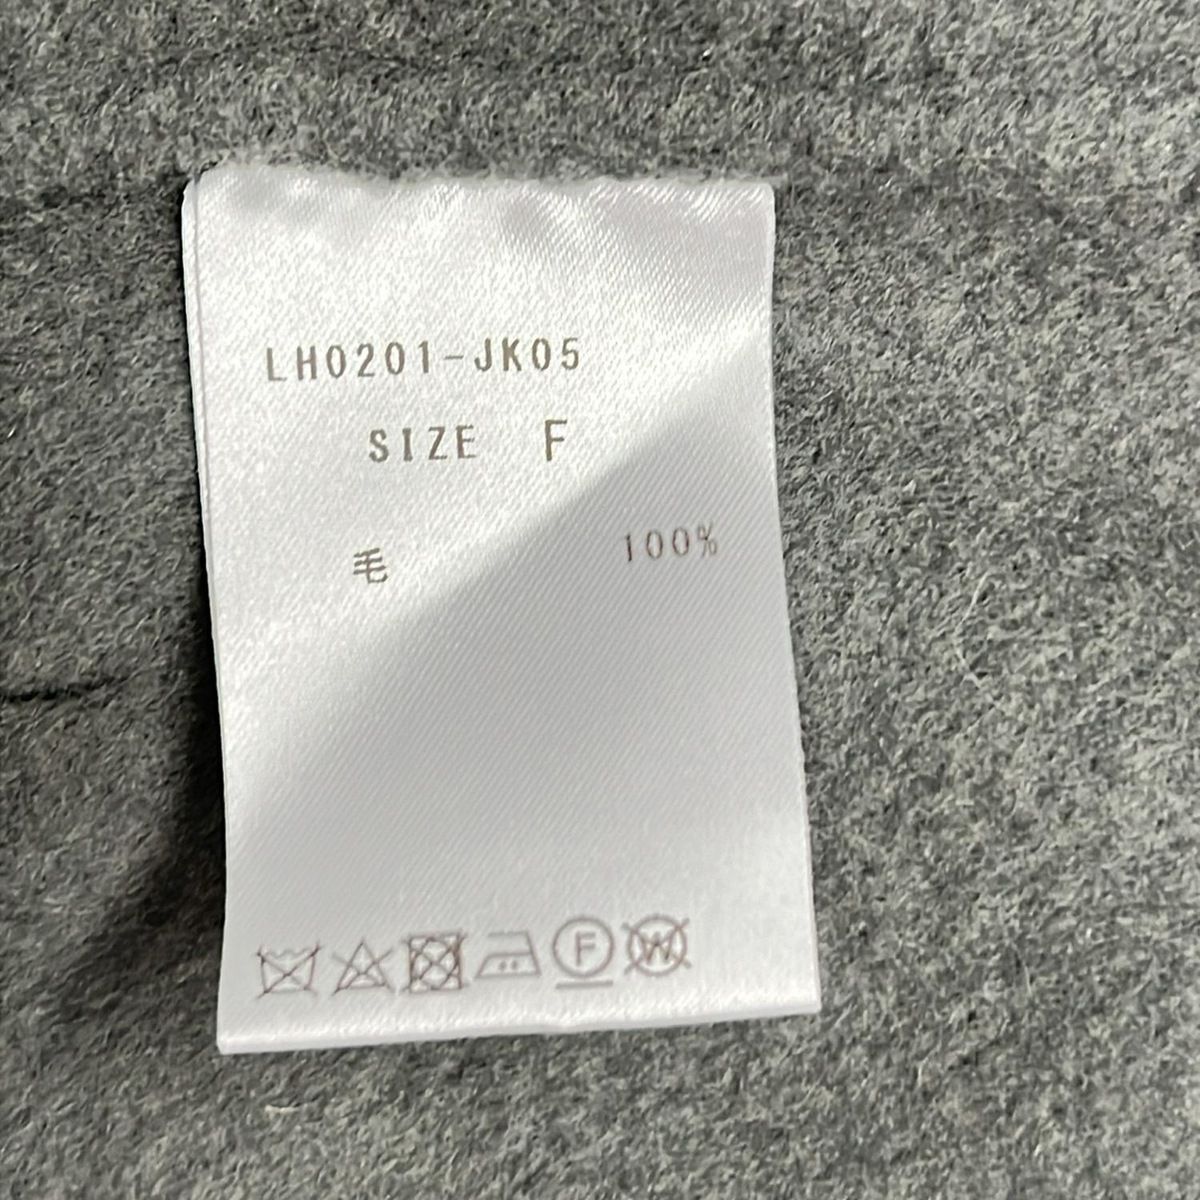 LH0201-JK05
SIZE F
毛 100%
F W